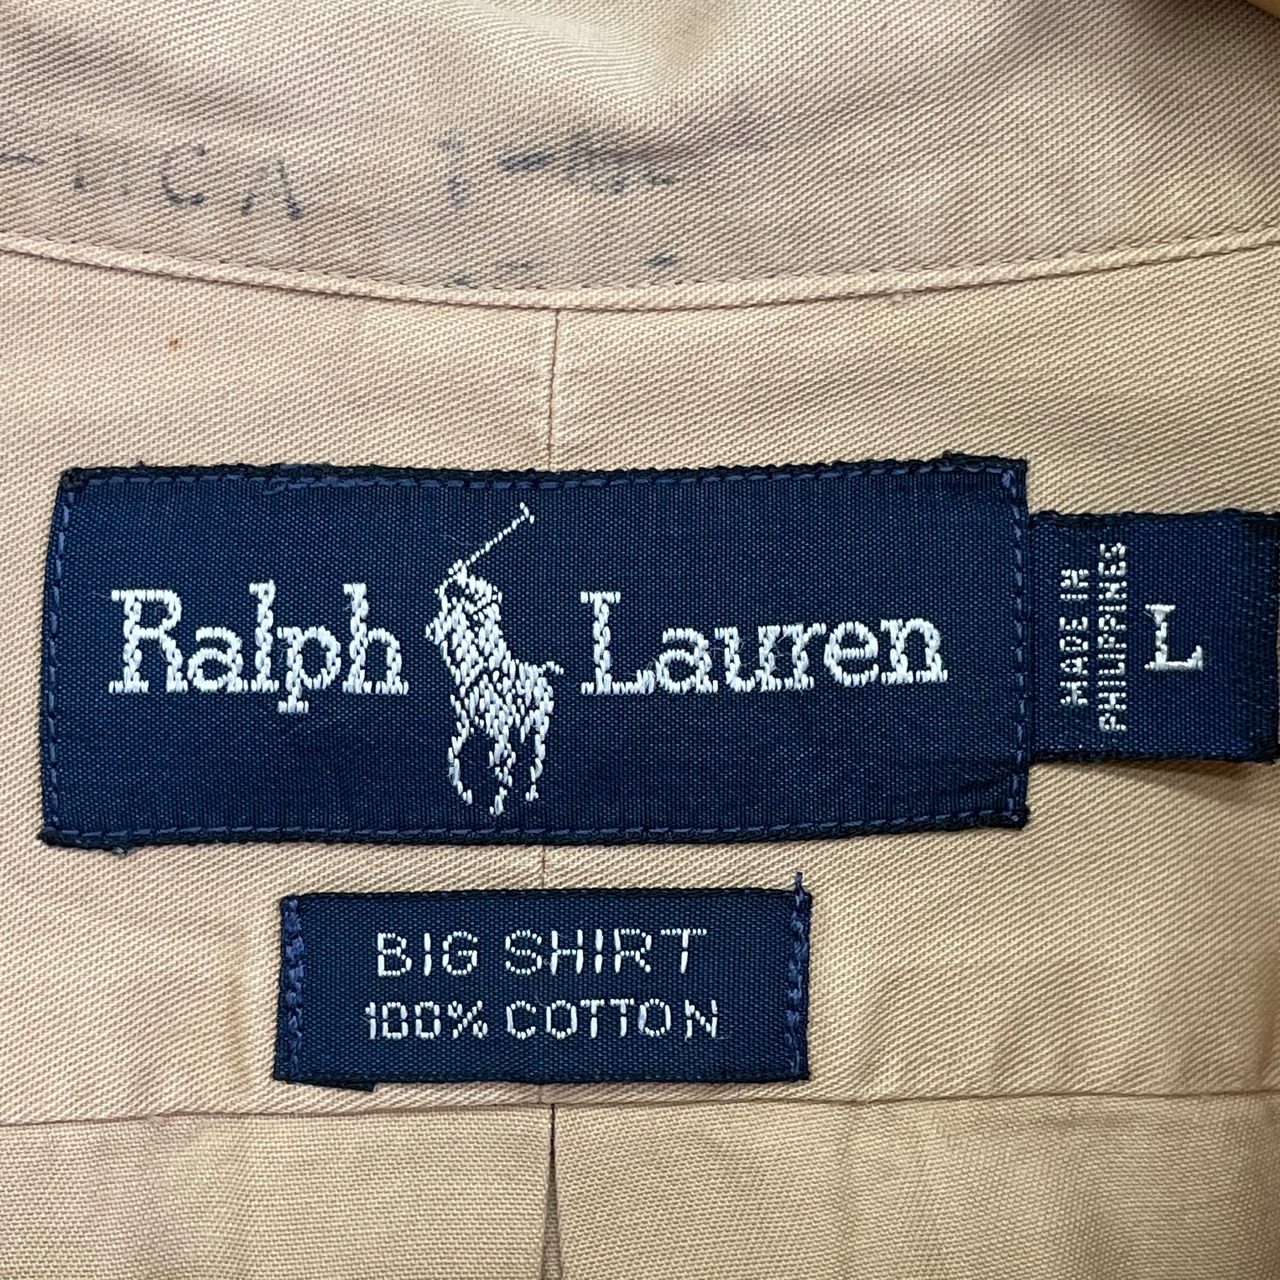 Ralph Lauren
MADE IN
PHILIPPINES
L
BIG SHIRT
100% COTTON